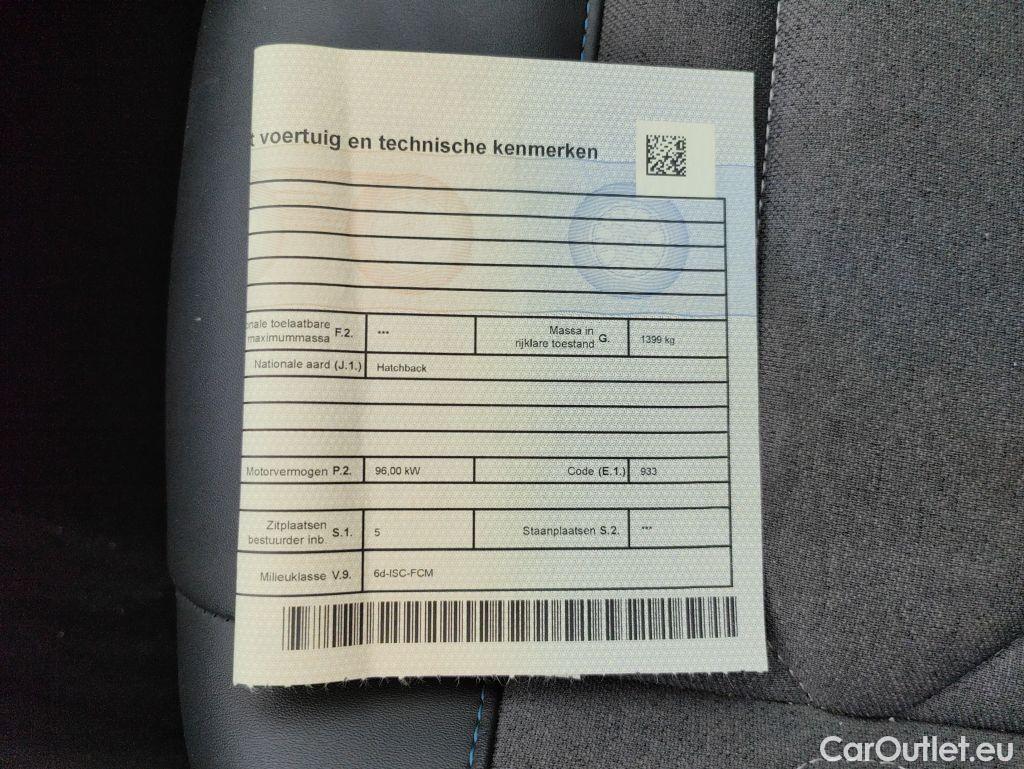 t voertuig en technische kenmerken
nale toelaatbare
maximummassa F.2. *** Massa in
rijklare toestand G. 1399 kg
Nationale aard (J.1.) Hatchback
Motorvermogen P.2. 96,00 kW Code (E.1.) 933
Zitplaatsen
bestuurder inb. S.1. 5 Staanplaatsen S.2. ***
Milieuklasse V.9. 6d-ISC-FCM
CarOutlet.eu